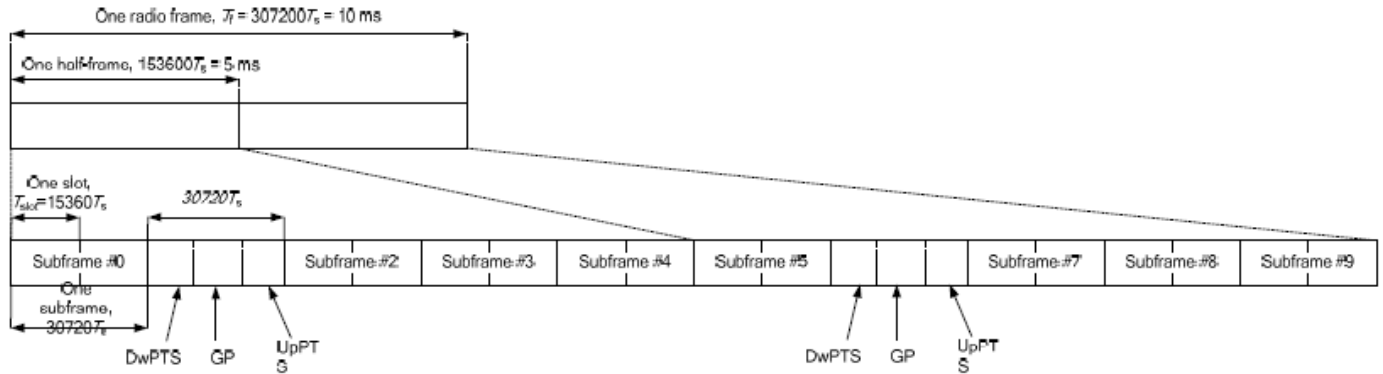 One radio frame, Tf = 307200Ts = 10 ms
One half-frame, 153600Ts = 5 ms
One slot,
Tslot=15360Ts
30720Ts
Subframe #0
Subframe #2
Subframe #3
Subframe #4
Subframe #5
Subframe #7
Subframe #8
Subframe #9
One
subframe,
30720Ts
DwPTS
GP
UpPT
S
DwPTS
GP
UpPT
S